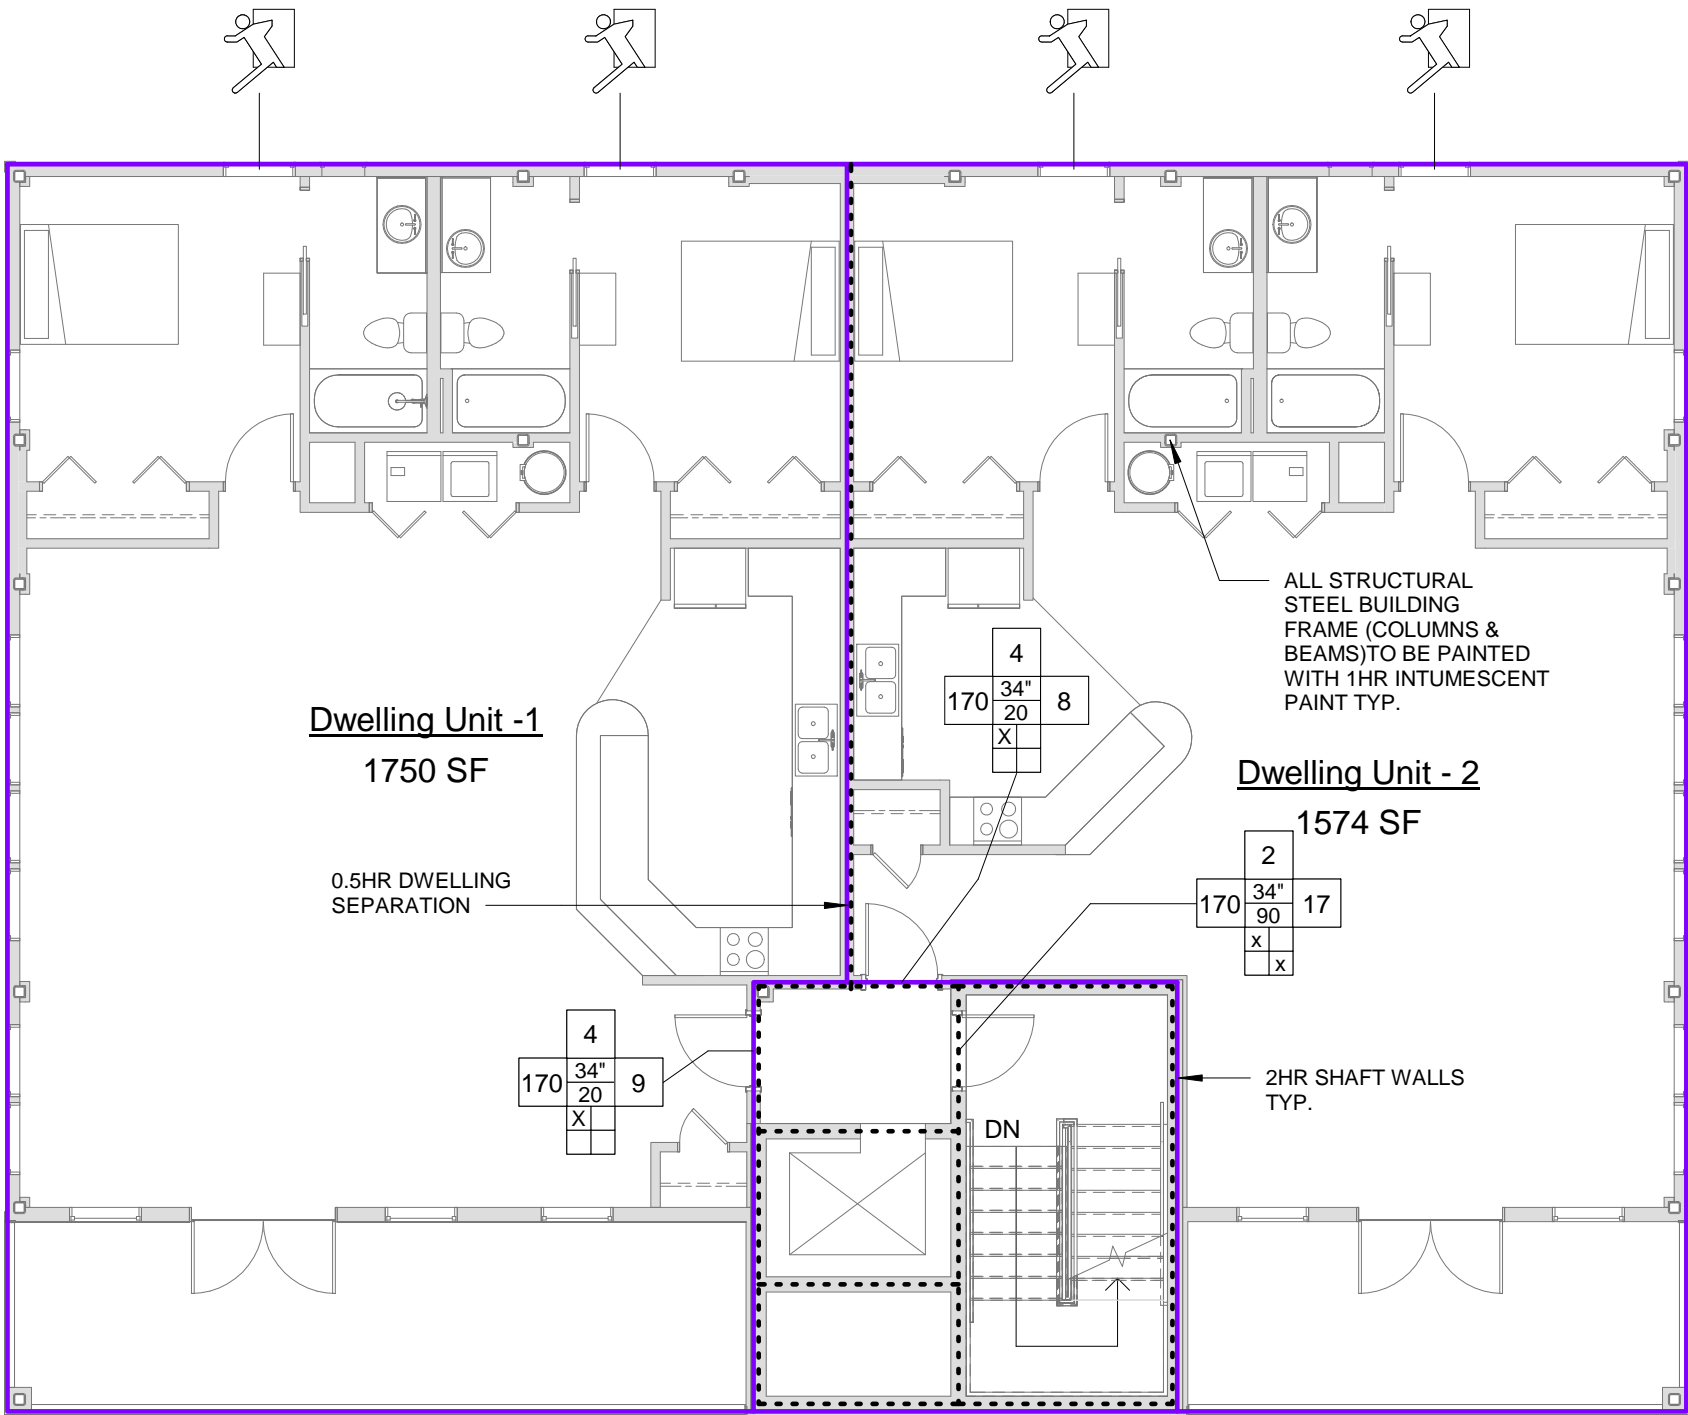 ALL STRUCTURAL
STEEL BUILDING
FRAME (COLUMNS &
BEAMS)TO BE PAINTED
WITH 1HR INTUMESCENT
PAINT TYP.
4
170 34" 8
20
X
Dwelling Unit -1
1750 SF
Dwelling Unit - 2
1574 SF
2
170 34" 17
90
x
x
0.5HR DWELLING
SEPARATION
4
170 34" 9
20
X
2HR SHAFT WALLS
TYP.
DN